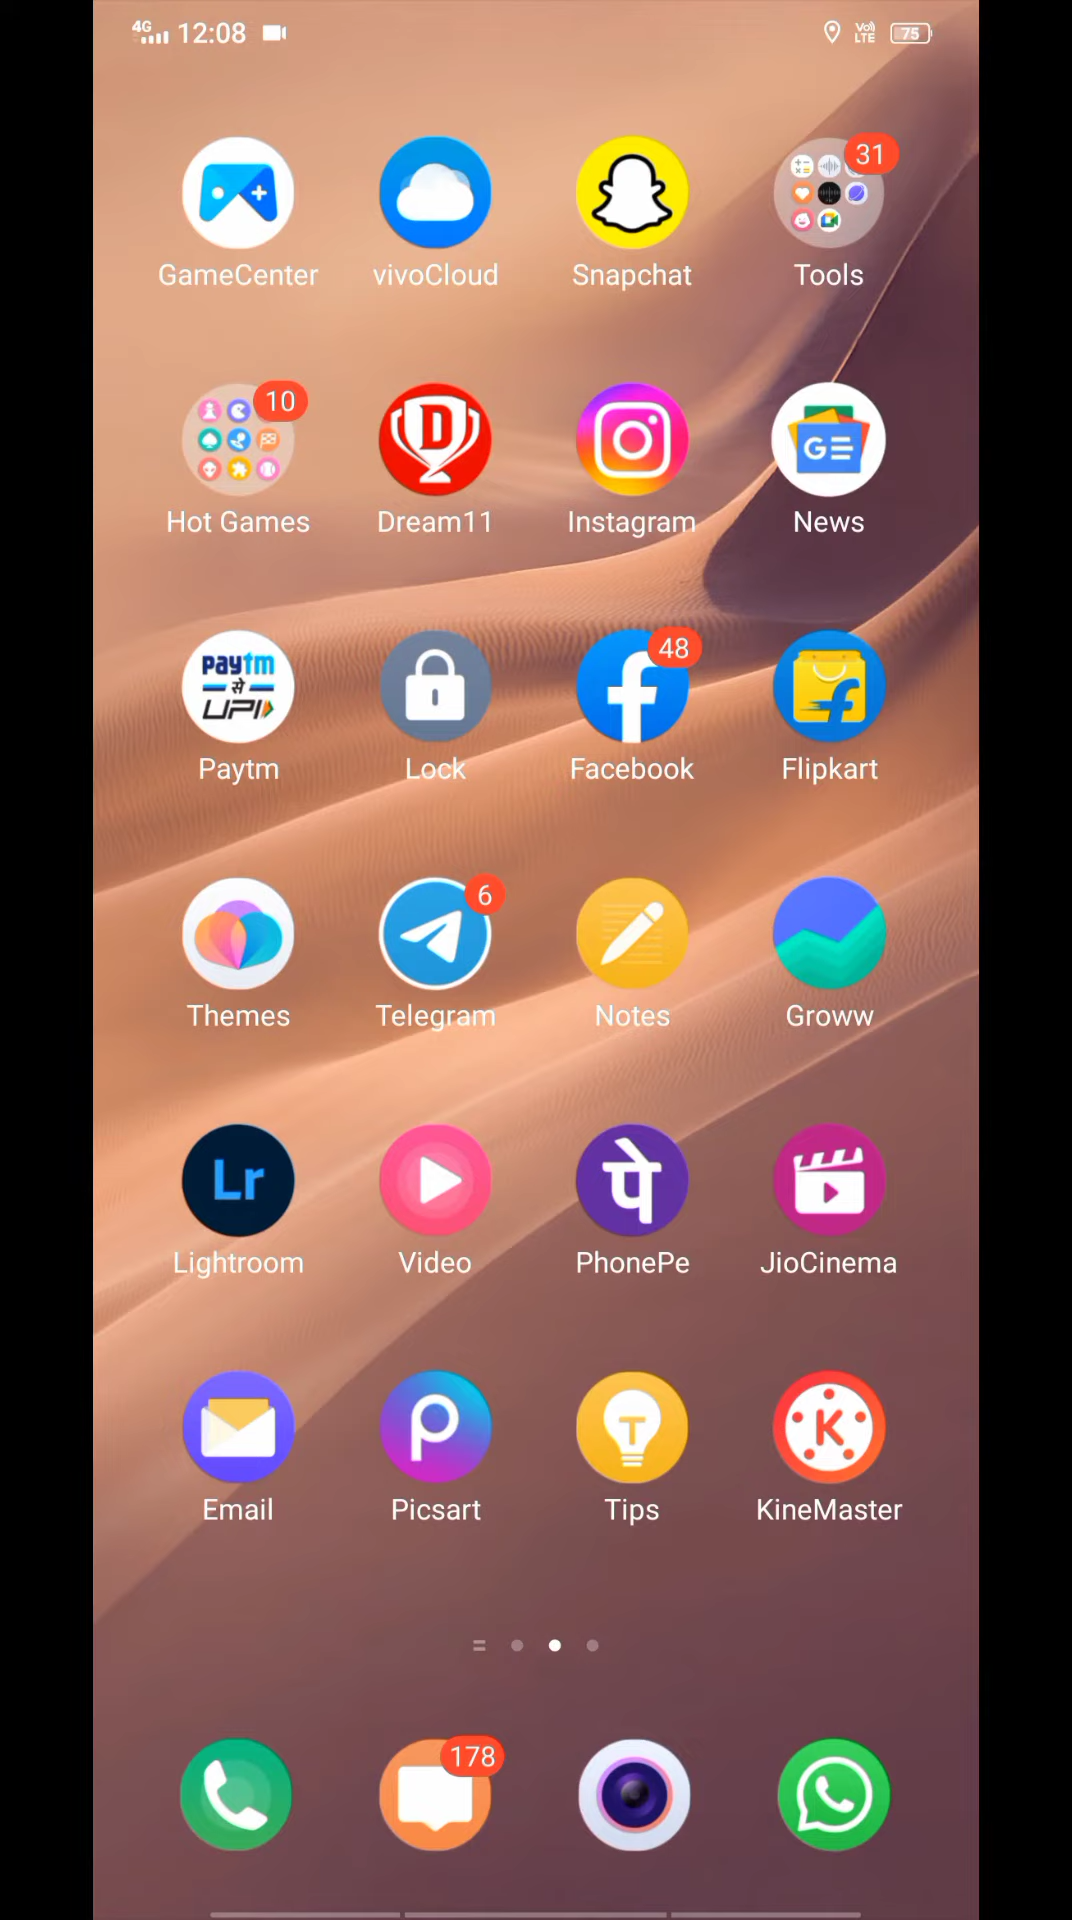 4G 12:08 Vo) LTE 75
31
GameCenter vivoCloud Snapchat Tools
10 D GE
Hot Games Dream11 Instagram News
paytm से UPI 48
Paytm Lock Facebook Flipkart
6
Themes Telegram Notes Groww
Lr पे
Lightroom Video PhonePe JioCinema
T K
Email Picsart Tips KineMaster
178